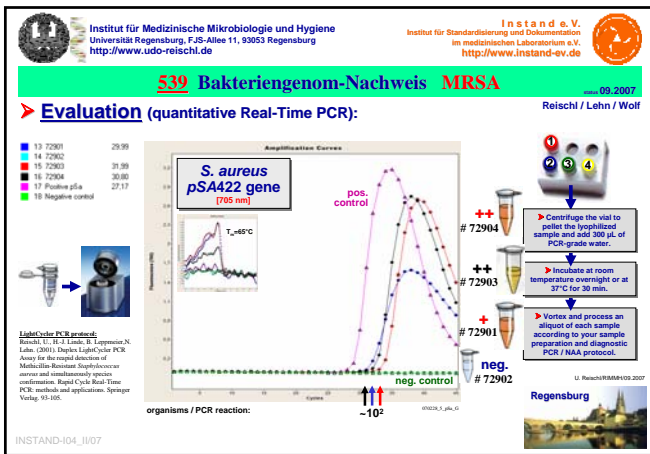 Institut für Medizinische Mikrobiologie und Hygiene
Universität Regensburg, FJS-Allee 11, 93053 Regensburg
http://www.udo-reischl.de
Instand e.V.
Institut für Standardisierung und Dokumentation
im medizinischen Laboratorium e.V.
http://www.instand-ev.de
539 Bakteriengenom-Nachweis MRSA
09.2007
Evaluation (quantitative Real-Time PCR):
Reischl / Lehn / Wolf
13 72901 29,99
14 72902
15 72903 31,99
16 72904 30,80
17 Positive pSa 27,17
18 Negative control
Amplification Curves
S. aureus
pSA422 gene
[705 nm]
Tm=65°C
pos.
control
neg. control
Cycles
organisms / PCR reaction:
~10²
++
# 72904
++
# 72903
+
# 72901
neg.
# 72902
1
2 3 4
Centrifuge the vial to
pellet the lyophilized
sample and add 300 µL of
PCR-grade water.
Incubate at room
temperature overnight or at
37°C for 30 min.
Vortex and process an
aliquot of each sample
according to your sample
preparation and diagnostic
PCR / NAA protocol.
LightCycler PCR protocol:
Reischl, U., H.-J. Linde, B. Leppmeier, N.
Lehn. (2001). Duplex LightCycler PCR
Assay for the reapid detection of
Methicillin-Resistant Staphylococcus
aureus and simultaneously species
confirmation. Rapid Cycle Real-Time
PCR: methods and applications. Springer
Verlag. 93-105.
U. Reischl/RIMMH/09.2007
Regensburg
INSTAND-I04_II/07